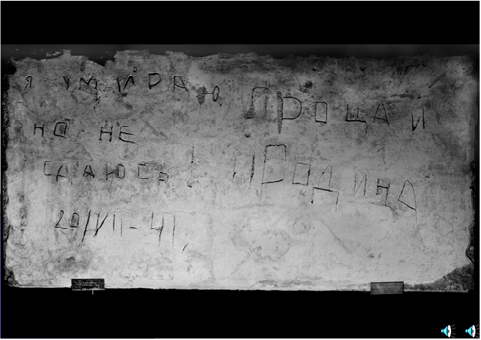 Я УМИРАЮ,
НО НЕ
СДАЮСЬ!
ПРОЩАЙ
РОДИНА
20/VII-41,